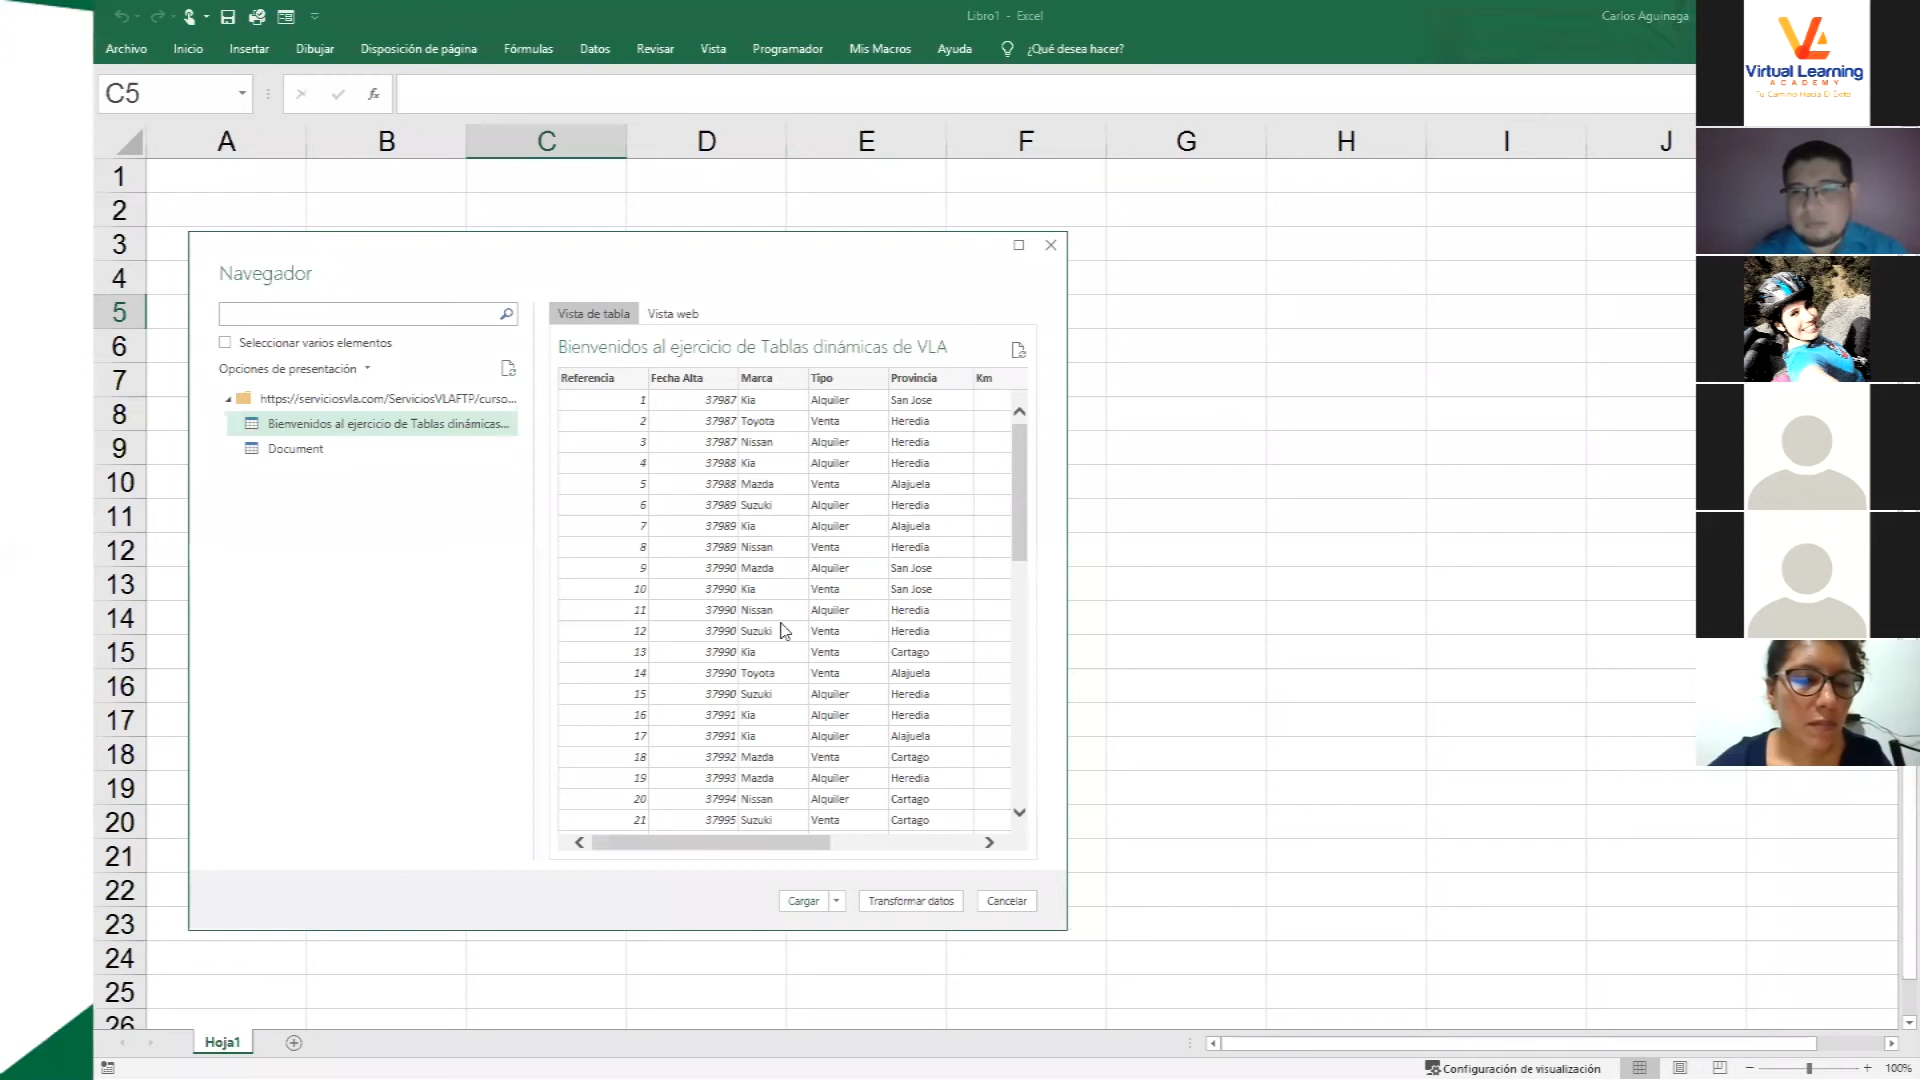 Libro1 - Excel
Carlos Aguinaga
Archivo Inicio Insertar Dibujar Disposición de página Fórmulas Datos Revisar Vista Programador Mis Macros Ayuda ¿Qué desea hacer?
C5 fx
A B C D E F G H I J
1
2
3
4
5
6
7
8
9
10
11
12
13
14
15
16
17
18
19
20
21
22
23
24
25
26
Navegador
Seleccionar varios elementos
Opciones de presentación
https://serviciosvla.com/ServiciosVLAFTP/curso...
Bienvenidos al ejercicio de Tablas dinámicas...
Document
Vista de tabla Vista web
Bienvenidos al ejercicio de Tablas dinámicas de VLA
Referencia Fecha Alta Marca Tipo Provincia Km
1 37987 Kia Alquiler San Jose
2 37987 Toyota Venta Heredia
3 37987 Nissan Alquiler Heredia
4 37988 Kia Alquiler Heredia
5 37988 Mazda Venta Alajuela
6 37989 Suzuki Alquiler Heredia
7 37989 Kia Alquiler Alajuela
8 37989 Nissan Venta Heredia
9 37990 Mazda Alquiler San Jose
10 37990 Kia Venta San Jose
11 37990 Nissan Alquiler Heredia
12 37990 Suzuki Venta Heredia
13 37990 Kia Venta Cartago
14 37990 Toyota Venta Alajuela
15 37990 Suzuki Alquiler Heredia
16 37991 Kia Alquiler Heredia
17 37991 Kia Alquiler Alajuela
18 37992 Mazda Venta Cartago
19 37993 Mazda Alquiler Heredia
20 37994 Nissan Alquiler Cartago
21 37995 Suzuki Venta Cartago
Cargar Transformar datos Cancelar
Hoja1
Configuración de visualización 100%
Virtual Learning
ACADEMY
Tu Camino Hacia El Éxito